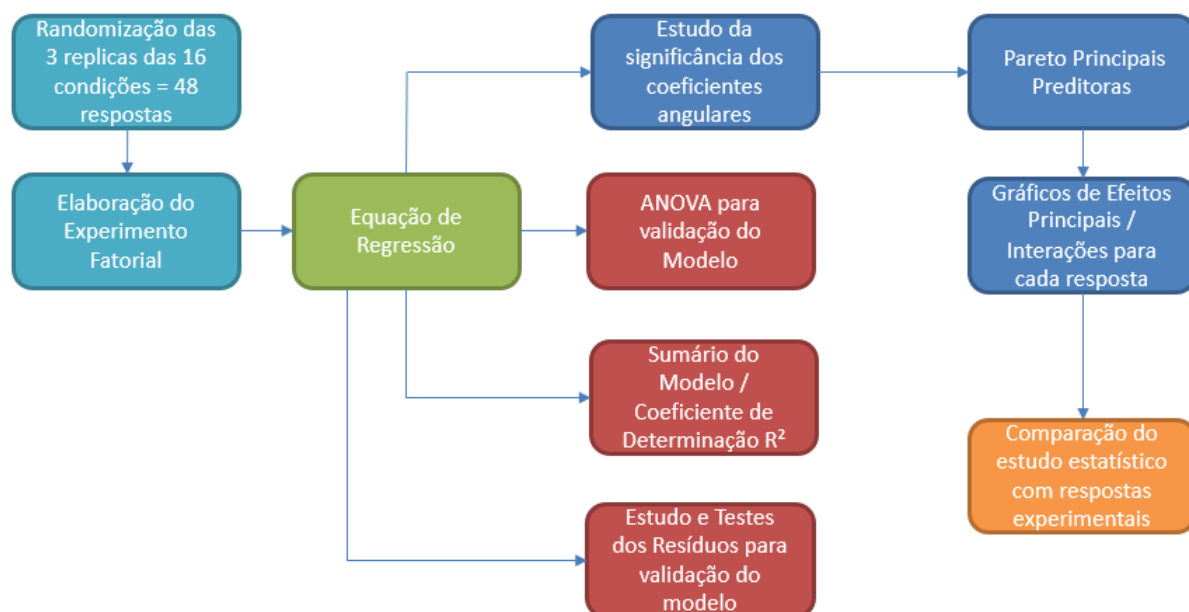 Randomização das
3 replicas das 16
condições = 48
respostas
Elaboração do
Experimento
Fatorial
Equação de
Regressão
Estudo da
significância dos
coeficientes
angulares
Pareto Principais
Preditoras
ANOVA para
validação do
Modelo
Gráficos de Efeitos
Principais /
Interações para
cada resposta
Sumário do
Modelo /
Coeficiente de
Determinação R²
Comparação do
estudo estatístico
com respostas
experimentais
Estudo e Testes
dos Resíduos para
validação do
modelo